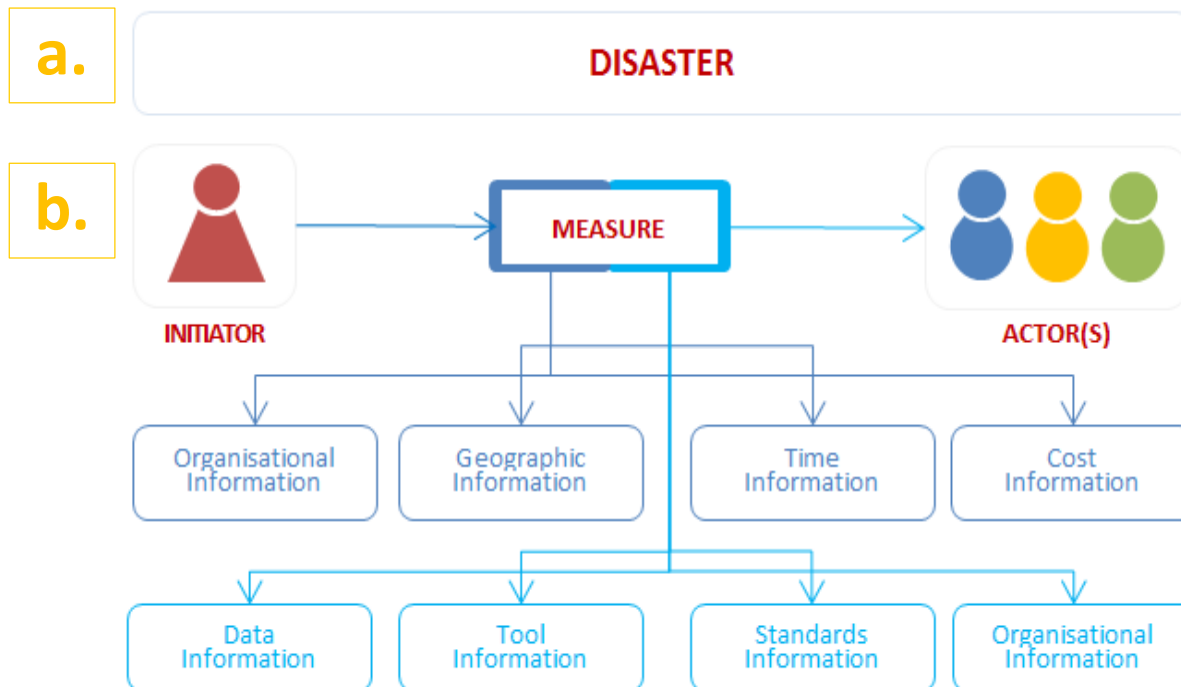 a.
DISASTER
b.
MEASURE
INITIATOR
ACTOR(S)
Organisational
Information
Geographic
Information
Time
Information
Cost
Information
Data
Information
Tool
Information
Standards
Information
Organisational
Information